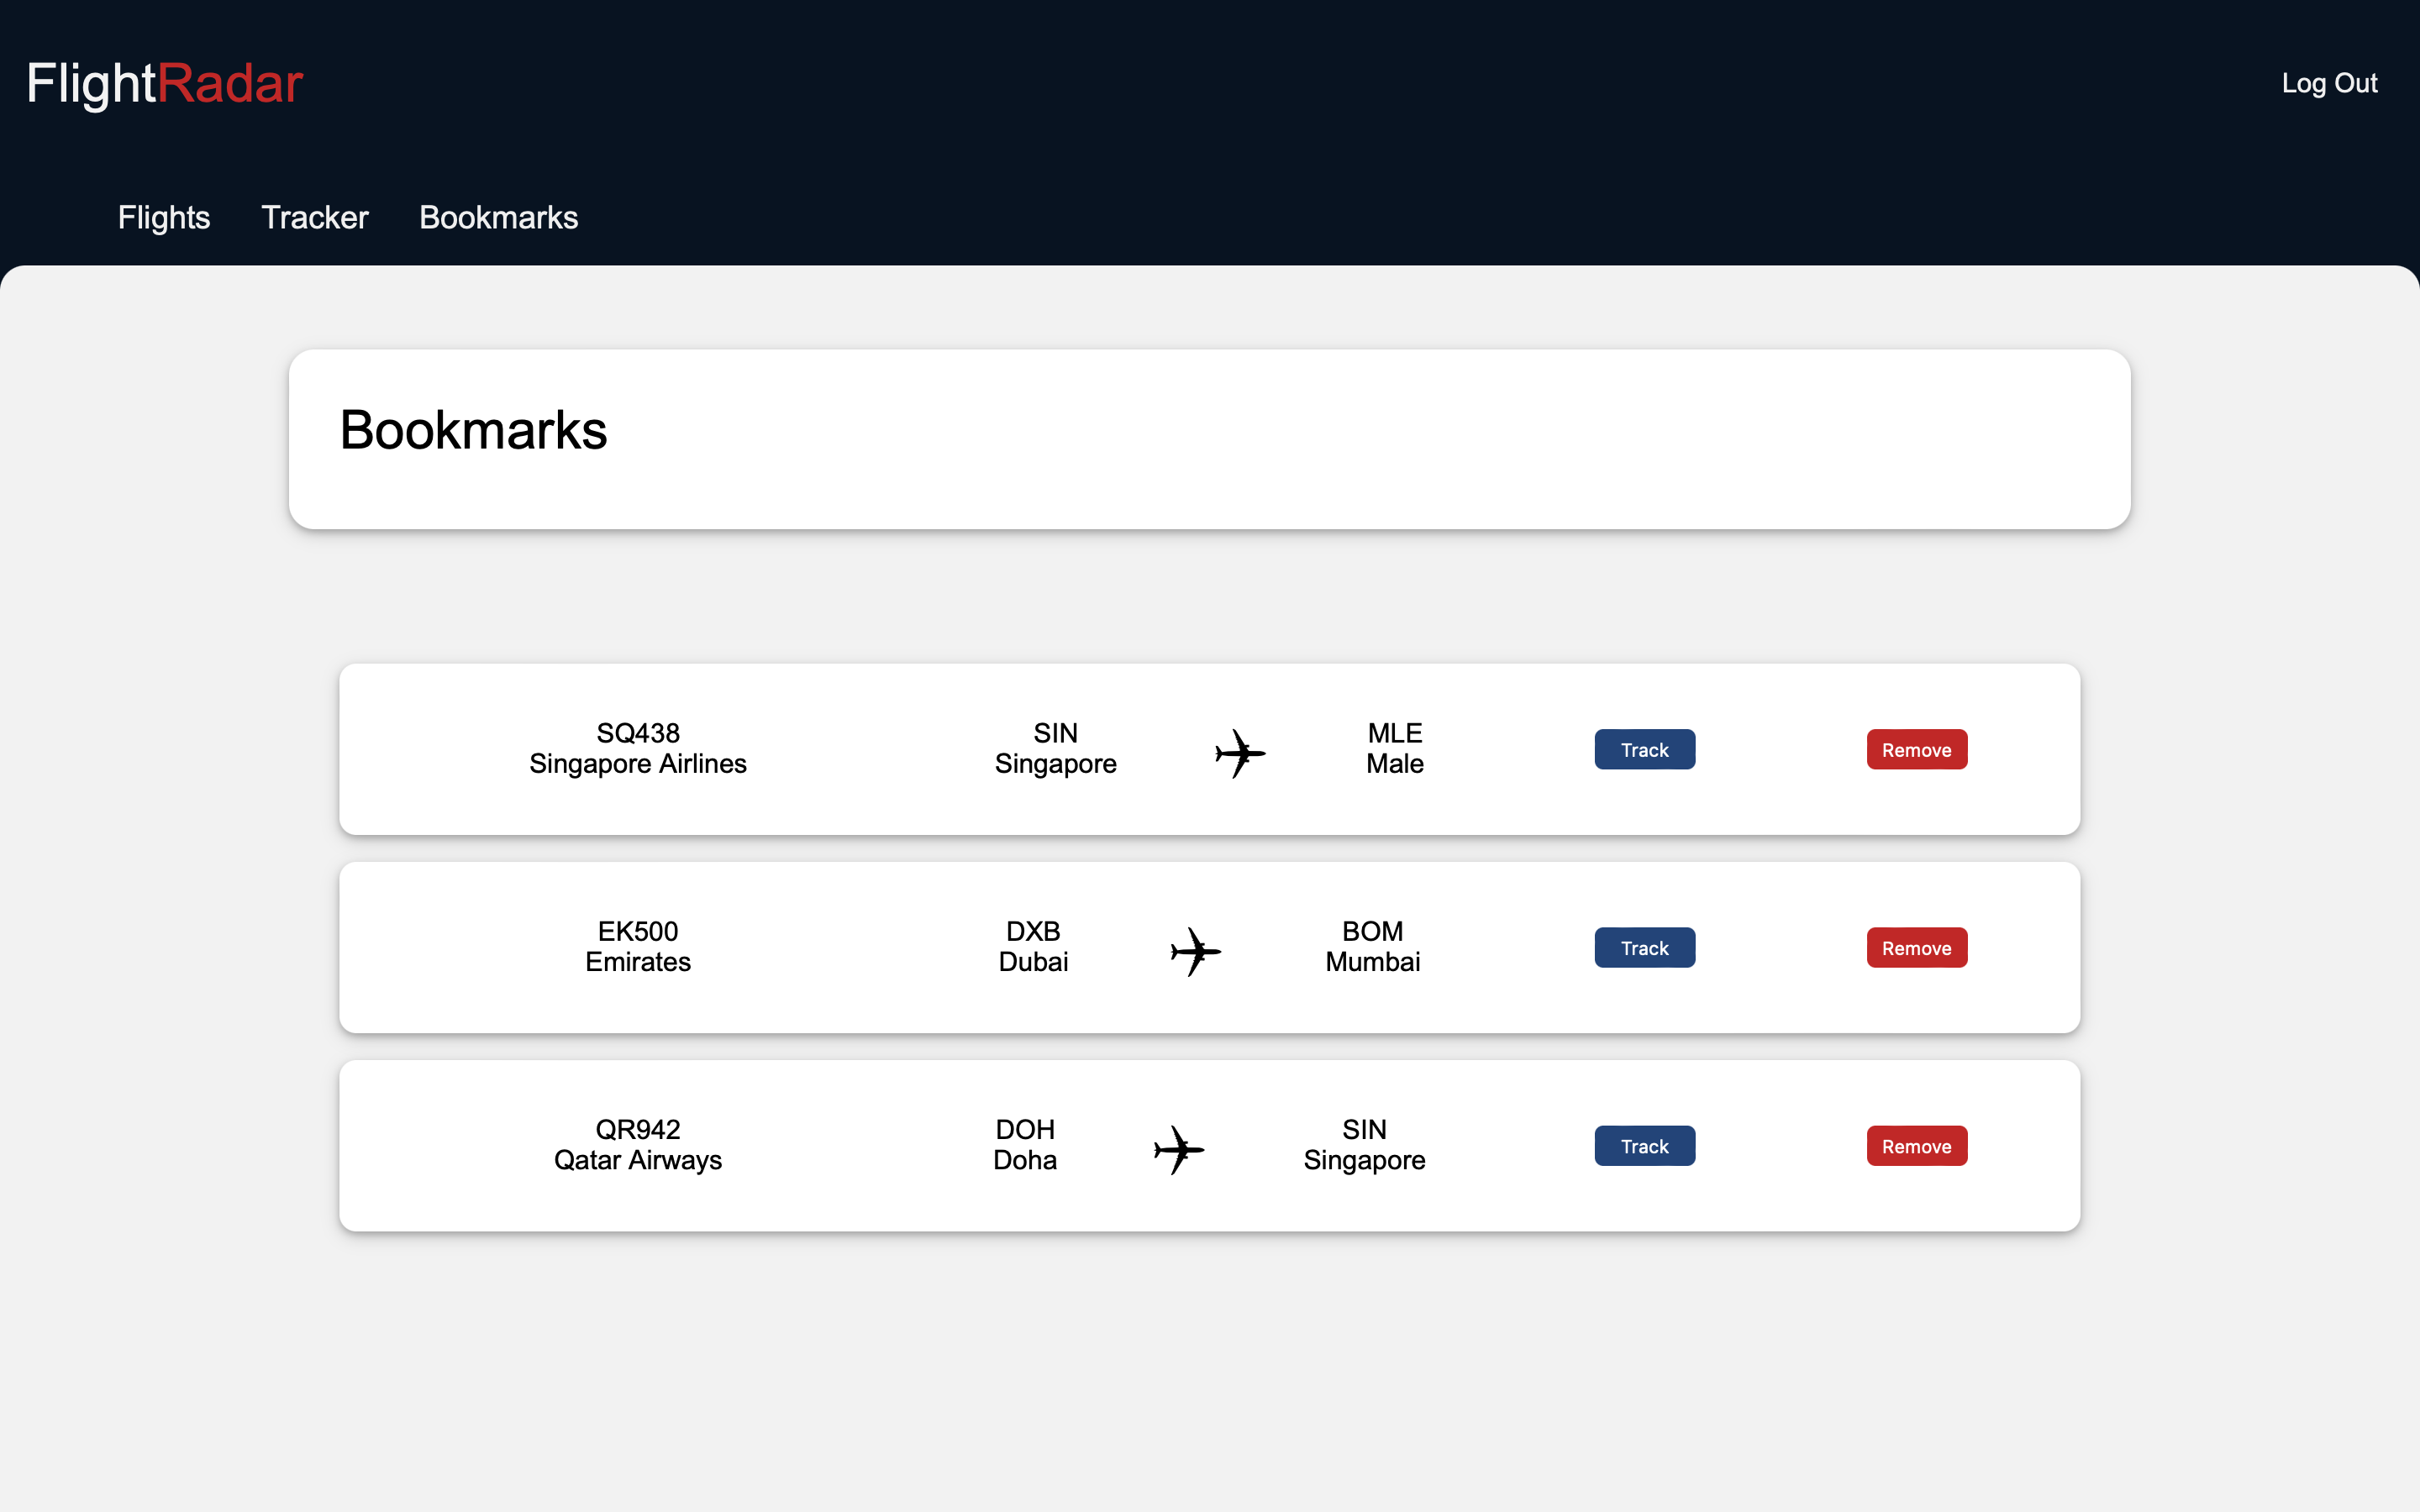 FlightRadar
Log Out
Flights Tracker Bookmarks
Bookmarks
SQ438
Singapore Airlines
SIN
Singapore
MLE
Male
Track
Remove
EK500
Emirates
DXB
Dubai
BOM
Mumbai
Track
Remove
QR942
Qatar Airways
DOH
Doha
SIN
Singapore
Track
Remove